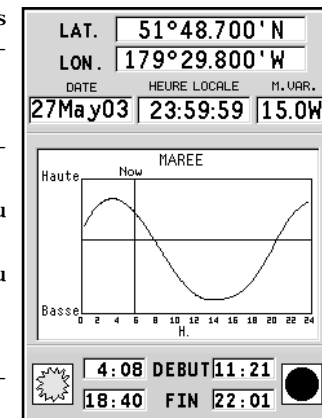 s
LAT. 51°48.700'N
LON. 179°29.800'W
DATE HEURE LOCALE M.VAR.
27May03 23:59:59 15.0W
MAREE
Haute Now
u
u
Basse
0 2 4 6 8 10 12 14 16 18 20 22 24
H.
4:08 DEBUT 11:21
18:40 FIN 22:01